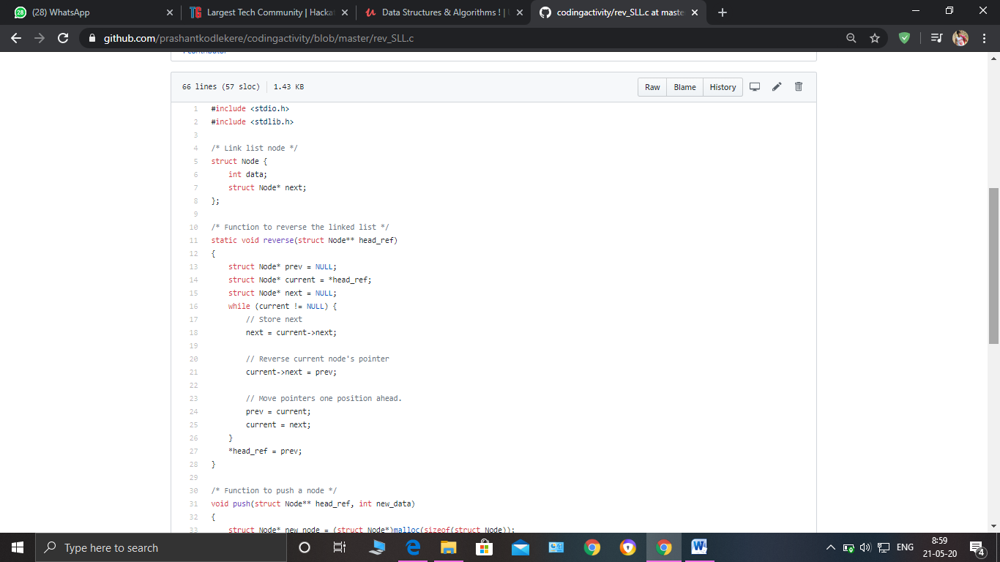 28
(28) WhatsApp
TG
Largest Tech Community | Hacka
Data Structures & Algorithms ! |
codingactivity/rev_SLL.c at maste
github.com/prashantkodlekere/codingactivity/blob/master/rev_SLL.c
66 lines (57 sloc) 1.43 KB
Raw Blame History
1 #include <stdio.h>
2 #include <stdlib.h>
3
4 /* Link list node */
5 struct Node {
6 int data;
7 struct Node* next;
8 };
9
10 /* Function to reverse the linked list */
11 static void reverse(struct Node** head_ref)
12 {
13 struct Node* prev = NULL;
14 struct Node* current = *head_ref;
15 struct Node* next = NULL;
16 while (current != NULL) {
17 // Store next
18 next = current->next;
19
20 // Reverse current node's pointer
21 current->next = prev;
22
23 // Move pointers one position ahead.
24 prev = current;
25 current = next;
26 }
27 *head_ref = prev;
28 }
29
30 /* Function to push a node */
31 void push(struct Node** head_ref, int new_data)
32 {
33 struct Node* new_node = (struct Node*)malloc(sizeof(struct Node));
Type here to search
ENG
8:59
21-05-20
4